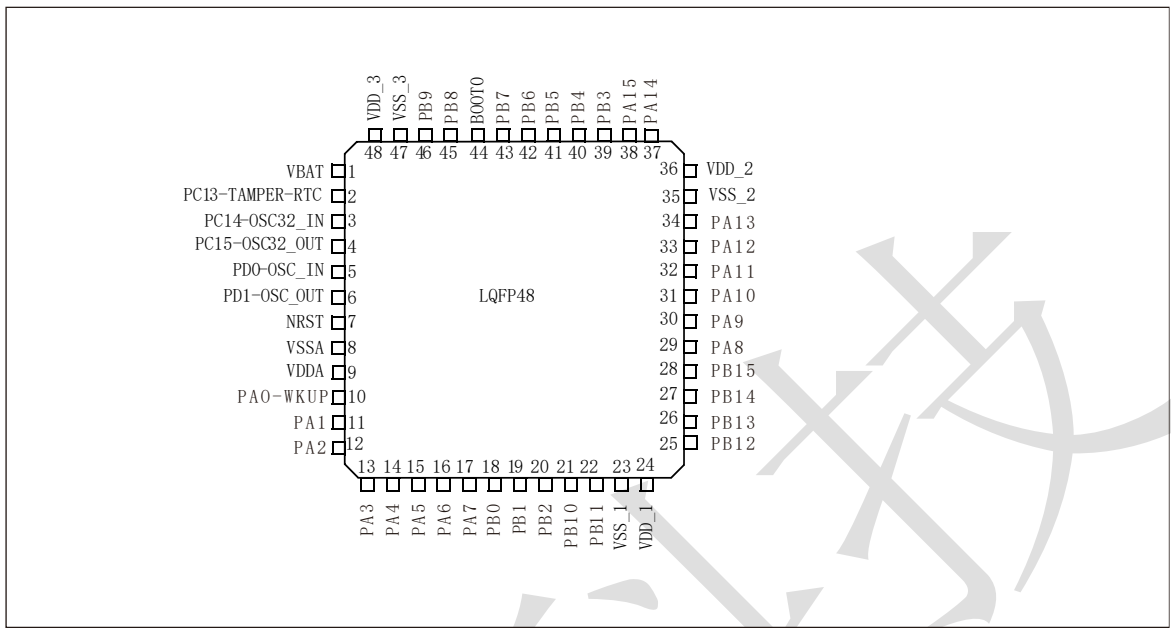 VDD_3
VSS_3
PB9
PB8
BOOT0
PB7
PB6
PB5
PB4
PB3
PA15
PA14
48 47 46 45 44 43 42 41 40 39 38 37
VBAT 1
PC13-TAMPER-RTC 2
PC14-OSC32_IN 3
PC15-OSC32_OUT 4
PD0-OSC_IN 5
PD1-OSC_OUT 6
NRST 7
VSSA 8
VDDA 9
PA0-WKUP 10
PA1 11
PA2 12
LQFP48
36 VDD_2
35 VSS_2
34 PA13
33 PA12
32 PA11
31 PA10
30 PA9
29 PA8
28 PB15
27 PB14
26 PB13
25 PB12
13 14 15 16 17 18 19 20 21 22 23 24
PA3
PA4
PA5
PA6
PA7
PB0
PB1
PB2
PB10
PB11
VSS_1
VDD_1